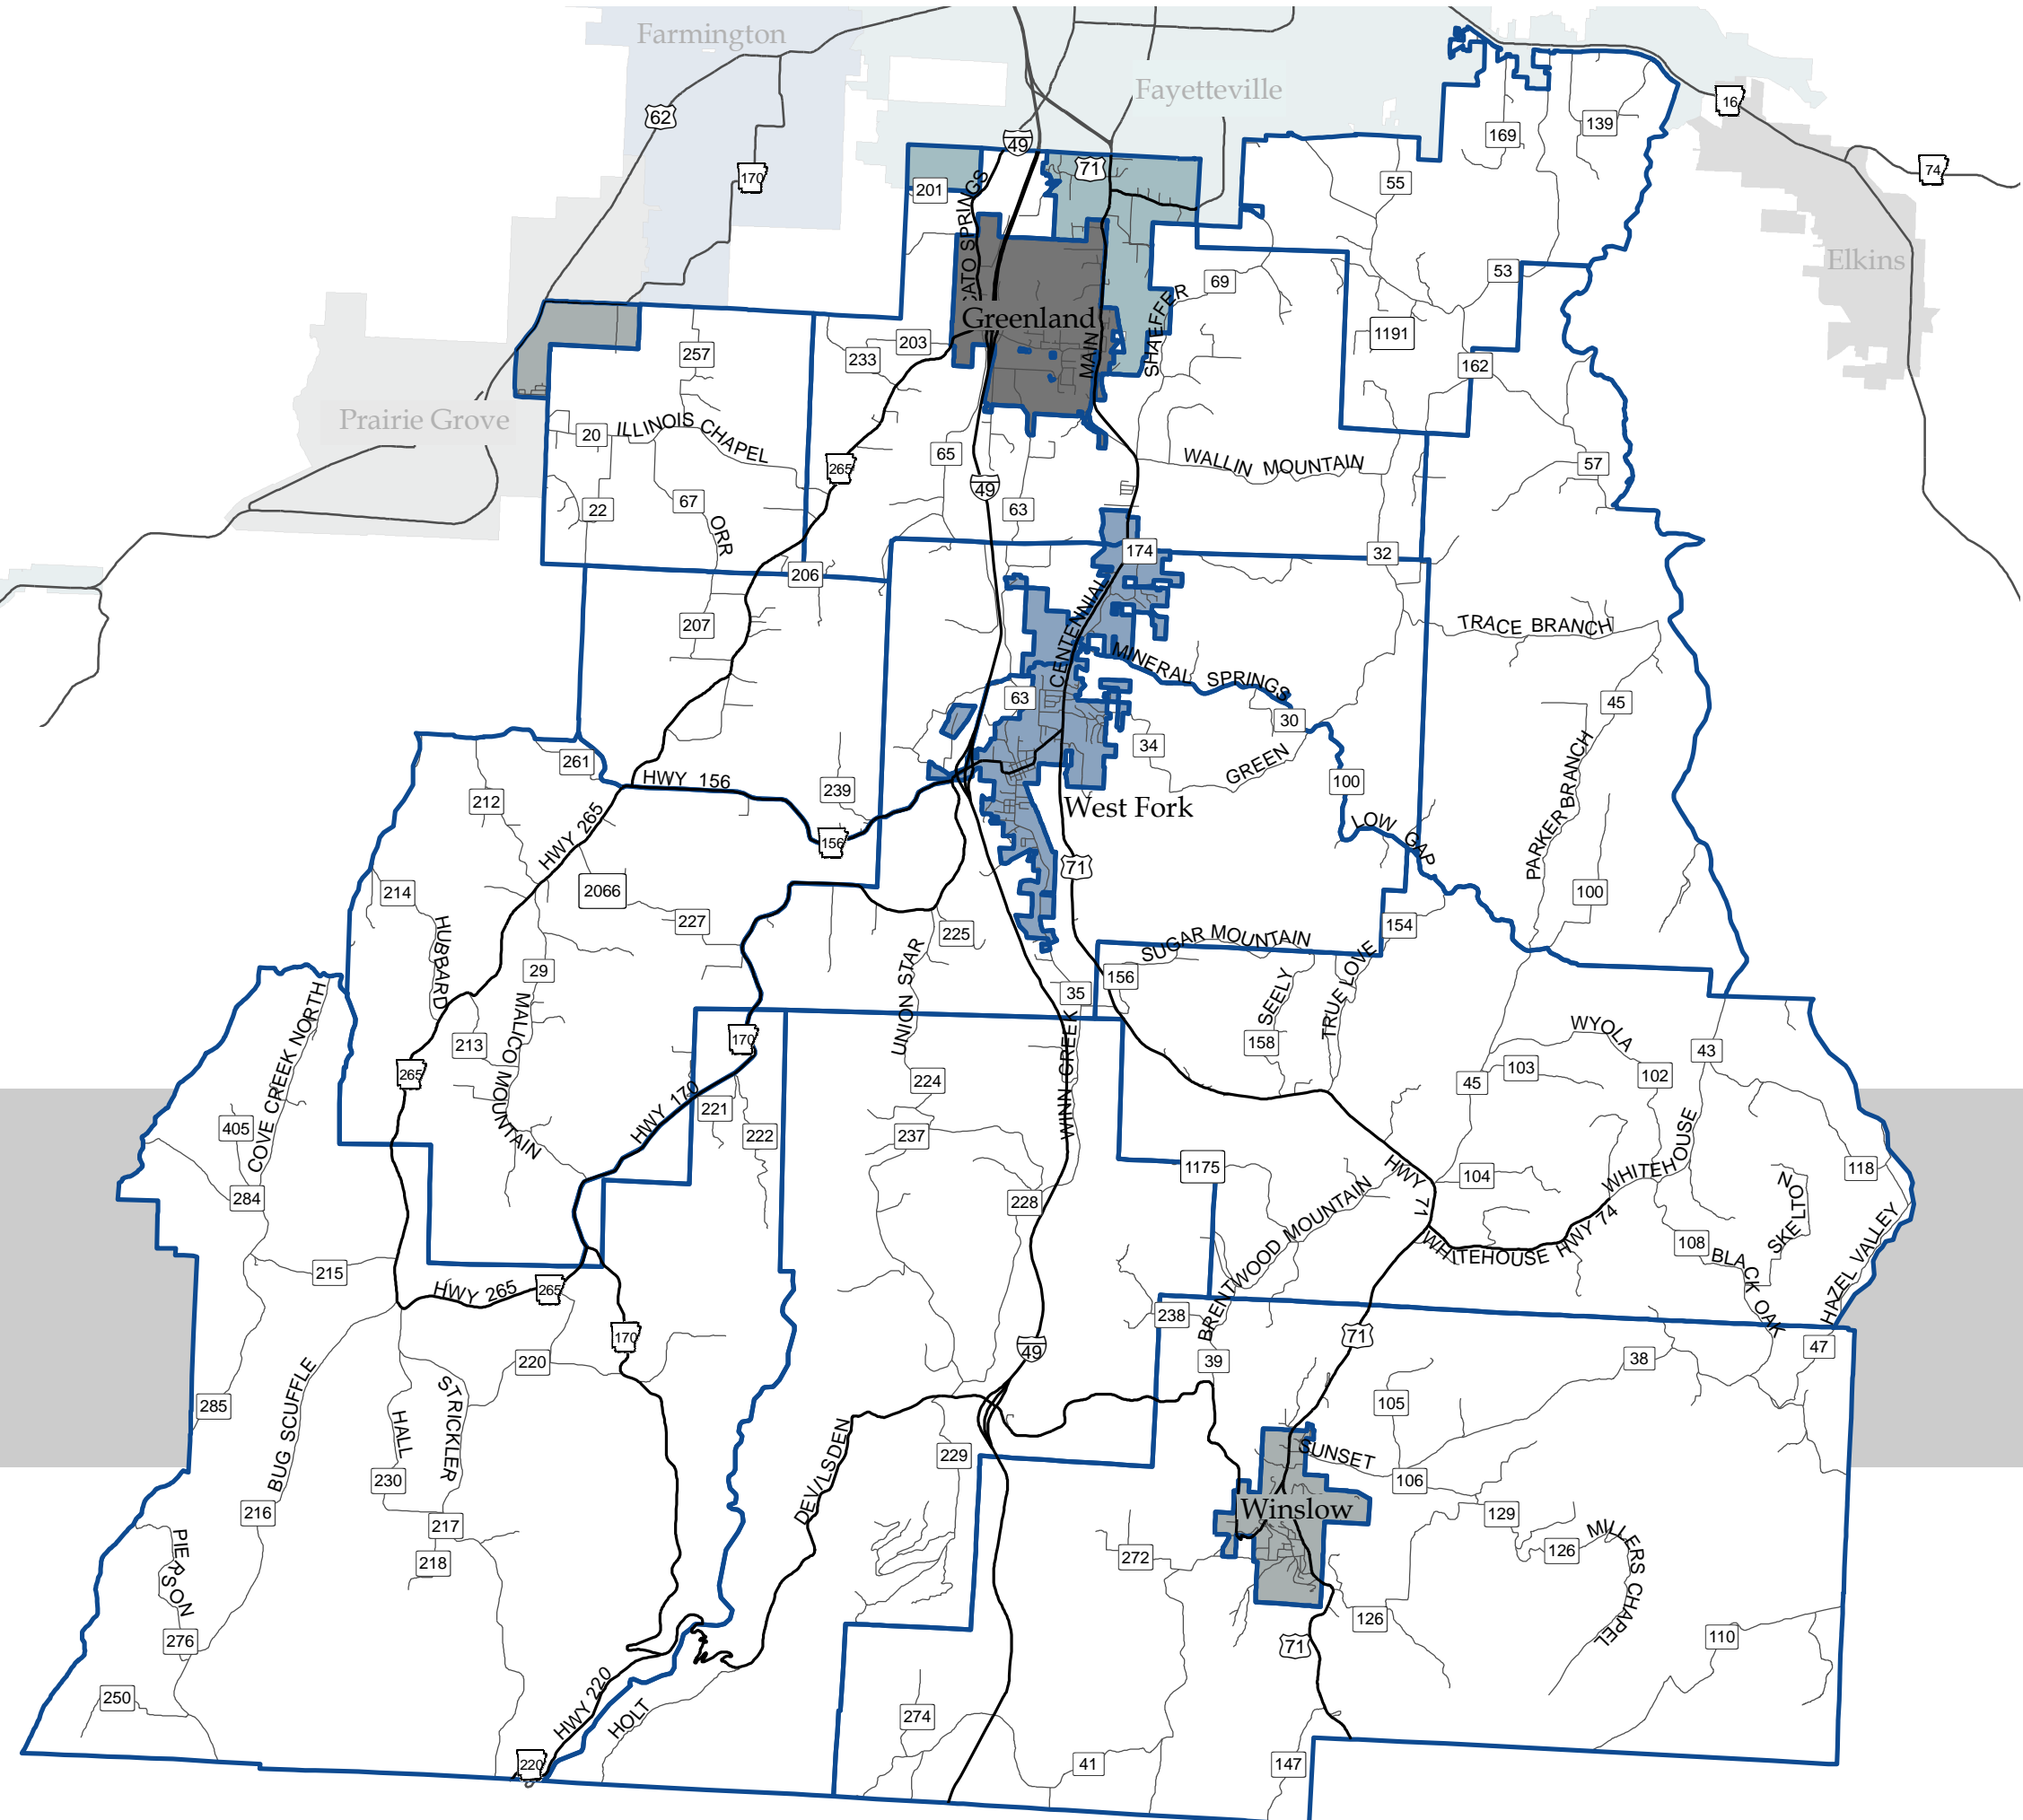 Farmington
Fayetteville
62
16
49
71
169
139
170
201
55
74
CATO SPRINGS
Elkins
69
53
Greenland
SHAEFFER
MAIN
1191
257
233
203
162
Prairie Grove
20
ILLINOIS CHAPEL
65
265
WALLIN MOUNTAIN
57
49
22
67
63
ORR
174
32
206
207
CENTENNIAL
TRACE BRANCH
MINERAL SPRINGS
63
45
30
34
GREEN
261
HWY 156
239
100
212
West Fork
HWY 265
156
LOW GAP
PARKER BRANCH
71
214
2066
100
227
154
HUBBARD
225
SUGAR MOUNTAIN
29
156
SEELY
TRUE LOVE
35
COVE CREEK NORTH
MALICO MOUNTAIN
UNION STAR
WINN CREEK
WYOLA
213
170
158
43
265
224
45
103
102
HWY 170
221
405
222
237
WHITEHOUSE
284
1175
HWY 71
104
118
228
BRENTWOOD MOUNTAIN
SKELTON
215
WHITEHOUSE HWY 74
108
BLACK OAK
HAZEL VALLEY
HWY 265
265
238
170
71
49
47
220
39
38
BUG SCUFFLE
STRICKLER
HALL
285
105
DEV/LSDEN
229
SUNSET
230
106
216
Winslow
129
217
PIERSON
218
272
126
MILLERS CHAPEL
276
126
71
110
250
HWY 220
HOLT
274
220
41
147